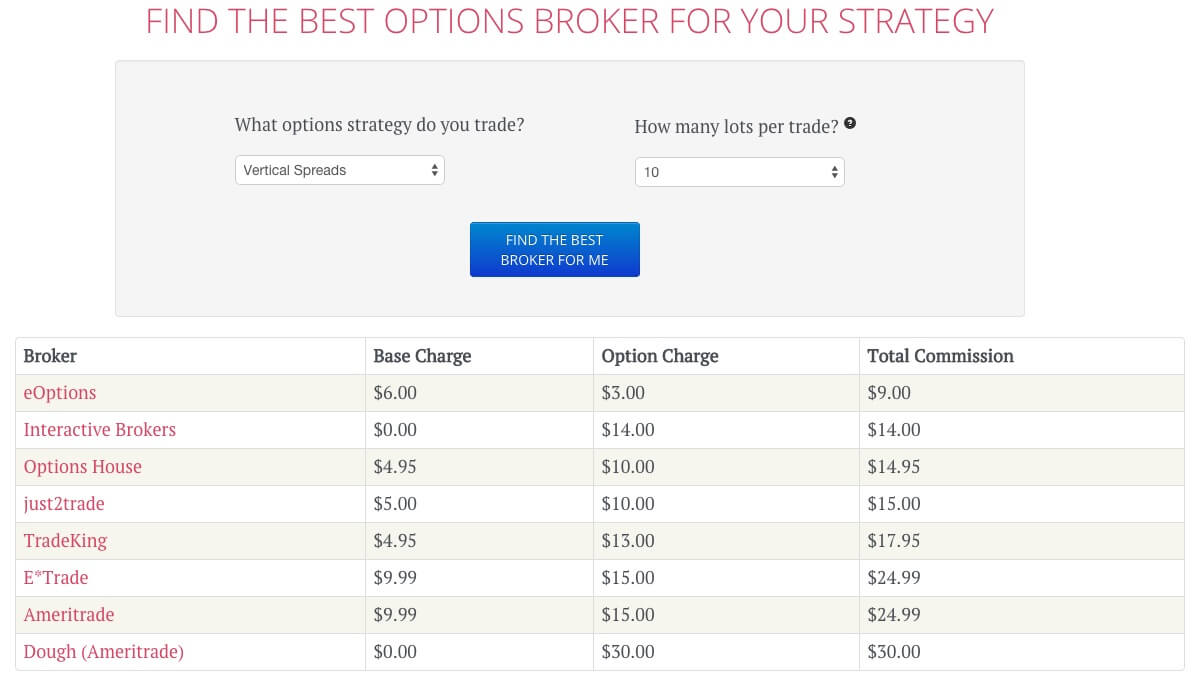 FIND THE BEST OPTIONS BROKER FOR YOUR STRATEGY
What options strategy do you trade?
Vertical Spreads
How many lots per trade? ?
10
FIND THE BEST
BROKER FOR ME
Broker Base Charge Option Charge Total Commission
eOptions $6.00 $3.00 $9.00
Interactive Brokers $0.00 $14.00 $14.00
Options House $4.95 $10.00 $14.95
just2trade $5.00 $10.00 $15.00
TradeKing $4.95 $13.00 $17.95
E*Trade $9.99 $15.00 $24.99
Ameritrade $9.99 $15.00 $24.99
Dough (Ameritrade) $0.00 $30.00 $30.00